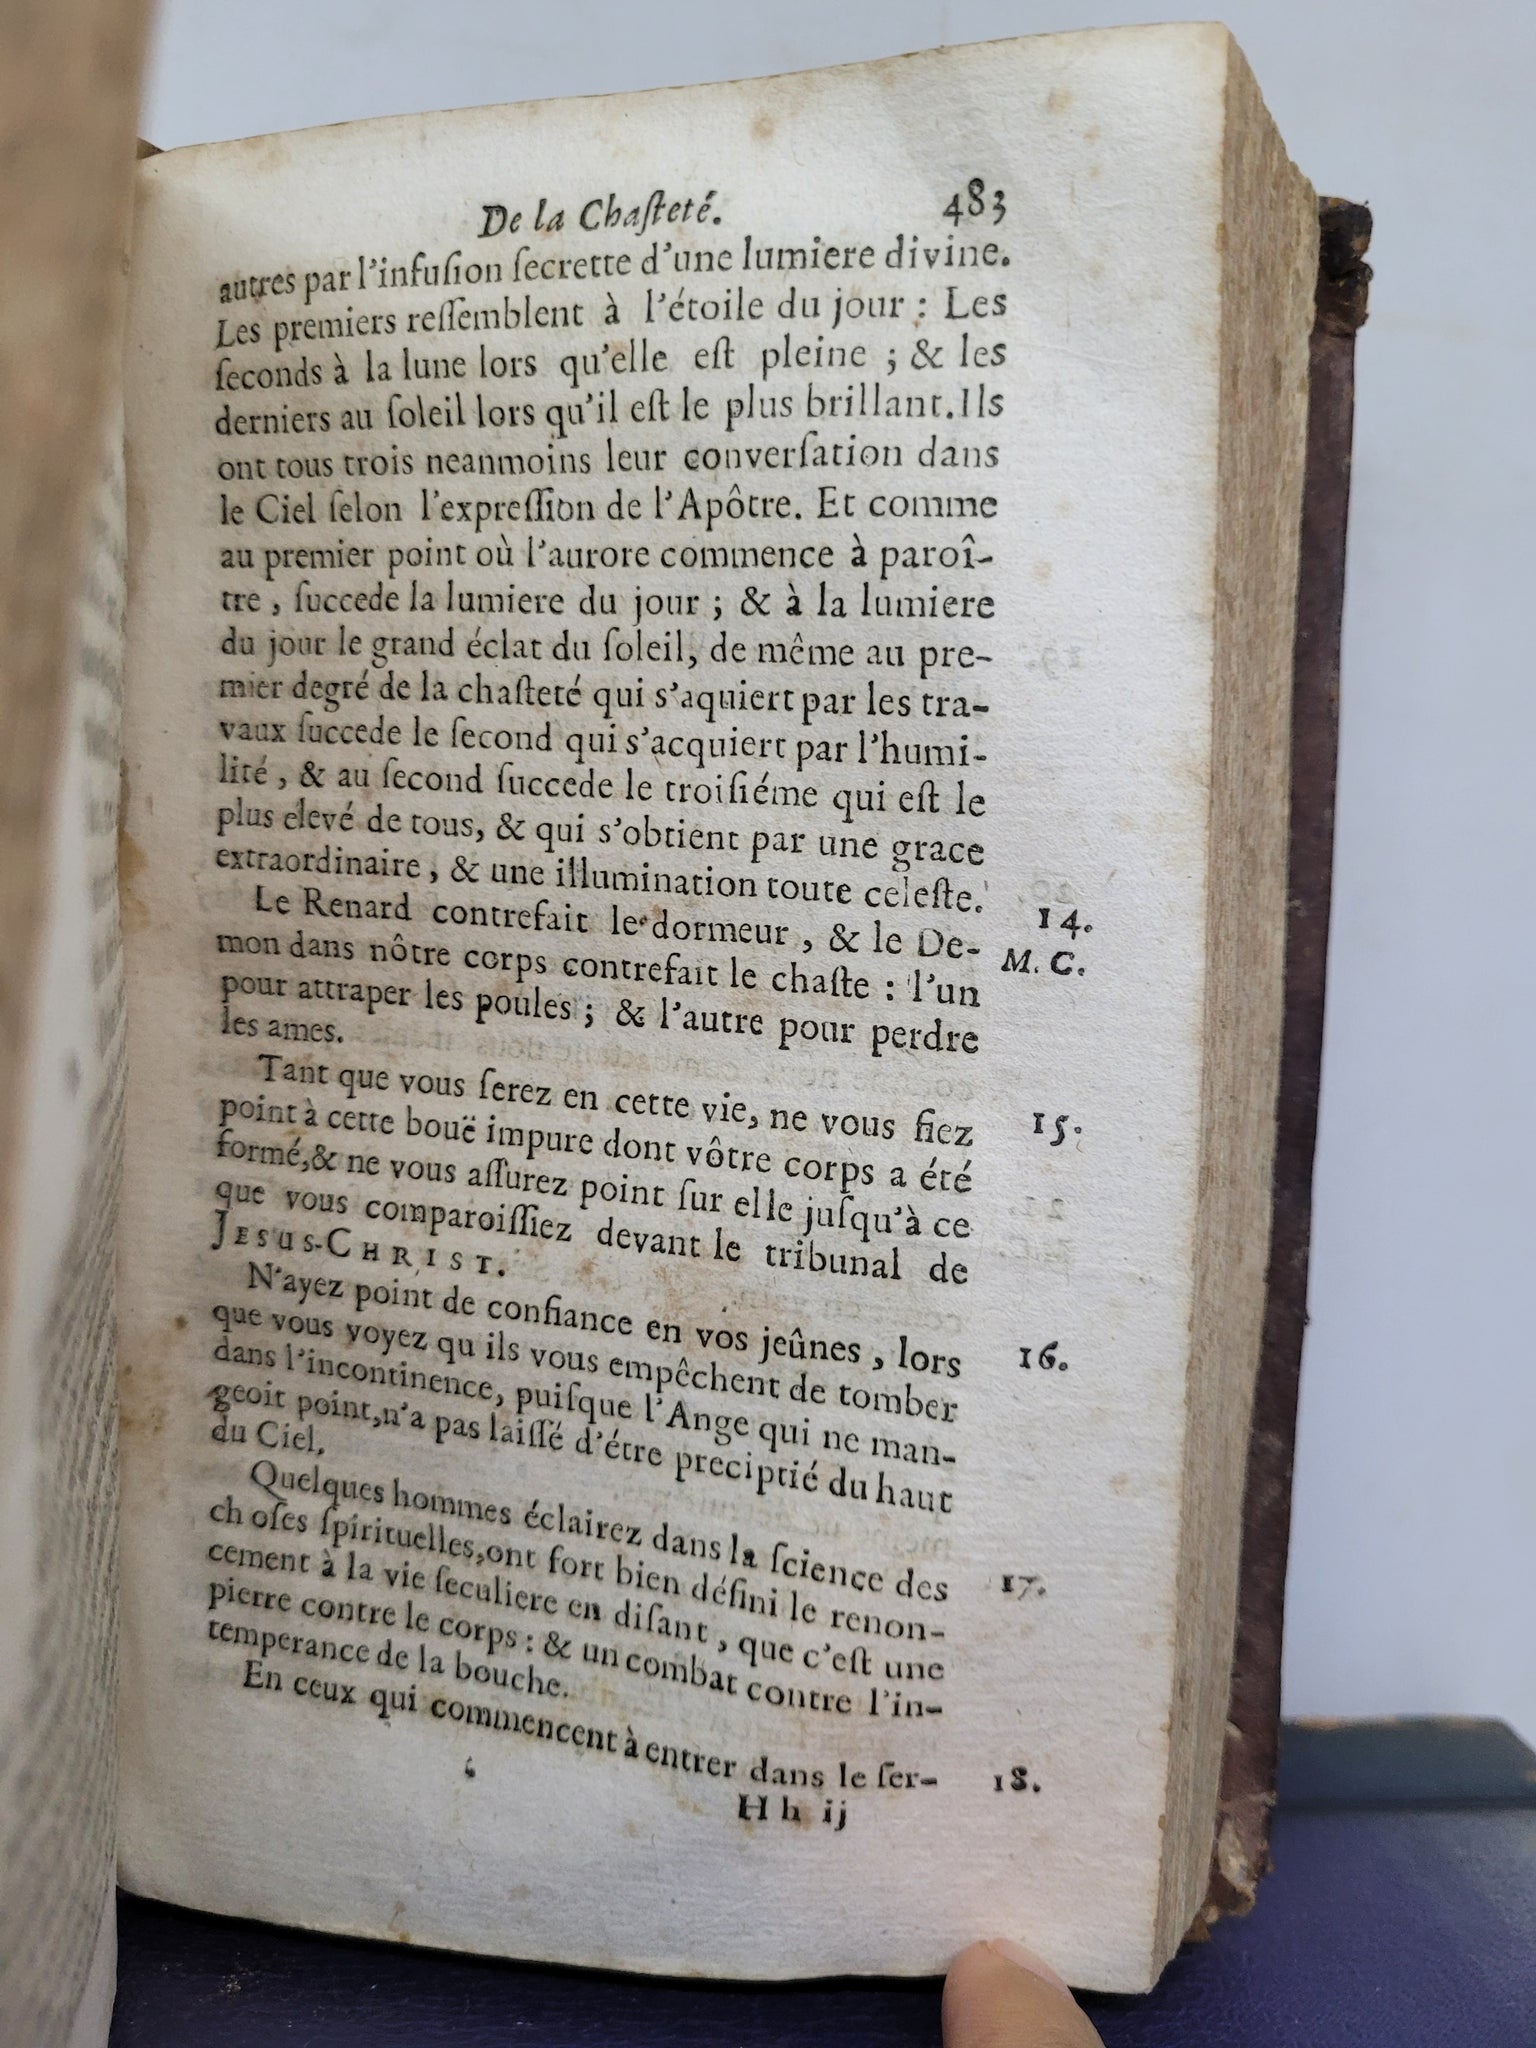 De la Chaſteté. 483
autres par l'infuſion ſecrette d'une lumiere divine.
Les premiers reſſemblent à l'étoile du jour : Les
ſeconds à la lune lors qu'elle eſt pleine ; & les
derniers au ſoleil lors qu'il eſt le plus brillant. Ils
ont tous trois neanmoins leur converſation dans
le Ciel ſelon l'expreſſion de l'Apôtre. Et comme
au premier point où l'aurore commence à paroî-
tre , ſuccede la lumiere du jour ; & à la lumiere
du jour le grand éclat du ſoleil, de même au pre-
mier degré de la chaſteté qui s'aquiert par les tra-
vaux ſuccede le ſecond qui s'acquiert par l'humi-
lité , & au ſecond ſuccede le troiſiéme qui eſt le
plus elevé de tous, & qui s'obtient par une grace
extraordinaire , & une illumination toute celeſte.
Le Renard contrefait le dormeur , & le De- 14.
mon dans nôtre corps contrefait le chaſte : l'un M. C.
pour attraper les poules ; & l'autre pour perdre
les ames.
Tant que vous ſerez en cette vie, ne vous fiez 15.
point à cette bouë impure dont vôtre corps a été
formé,& ne vous aſſurez point ſur elle juſqu'à ce
que vous comparoiſſiez devant le tribunal de
JESUS-CHRIST.
N'ayez point de confiance en vos jeûnes , lors 16.
que vous voyez qu ils vous empêchent de tomber
dans l'incontinence, puiſque l'Ange qui ne man-
geoit point,n'a pas laiſſé d'étre preciptié du haut
du Ciel.
Quelques hommes éclairez dans la ſcience des 17.
ch oſes ſpirituelles,ont fort bien défini le renon-
cement à la vie ſeculiere en diſant , que c'eſt une
pierre contre le corps : & un combat contre l'in-
temperance de la bouche.
En ceux qui commencent à entrer dans le ſer- 18.
H h ij